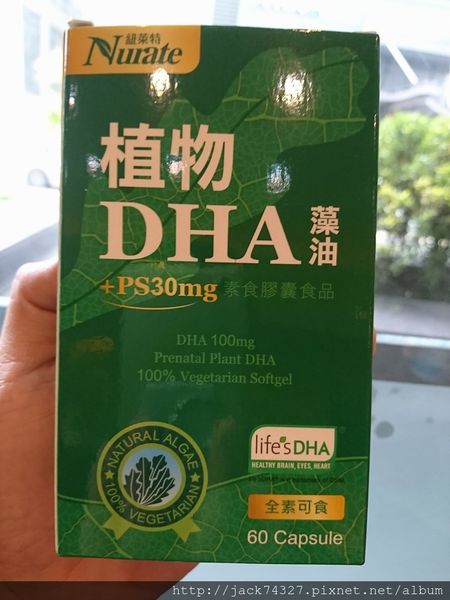 紐萊特
Nurate
植物
DHA 藻油
+PS30mg 素食膠囊食品
DHA 100mg
Prenatal Plant DHA
100% Vegetarian Softgel
NATURAL ALGAE
100% VEGETARIAN
life'sDHA
HEALTHY BRAIN, EYES, HEART
全素可食
60 Capsule
http://jack74327.pixnet.net/album